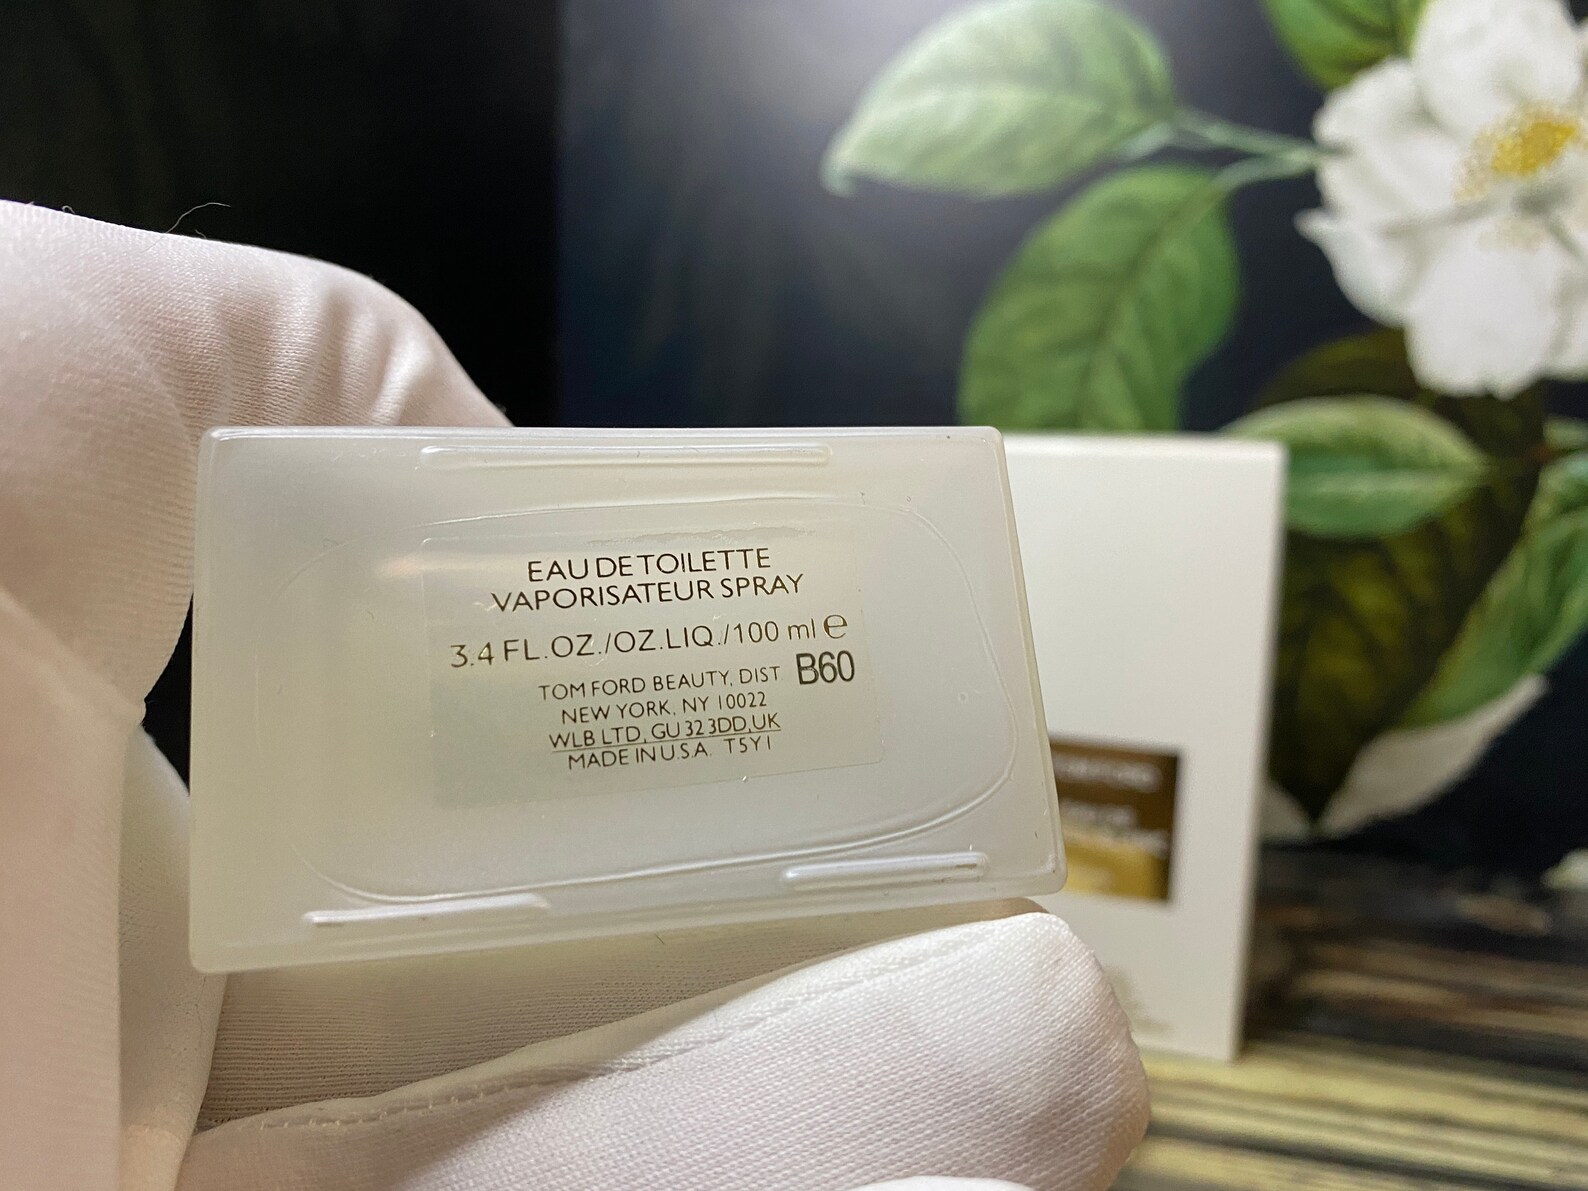 EAU DE TOILETTE
VAPORISATEUR SPRAY
3.4 FL.OZ./OZ.LIQ./100 ml e
TOM FORD BEAUTY, DIST. B60
NEW YORK, NY 10022
WLB LTD, GU32 3DD,UK
MADE IN U.S.A. T5Y1